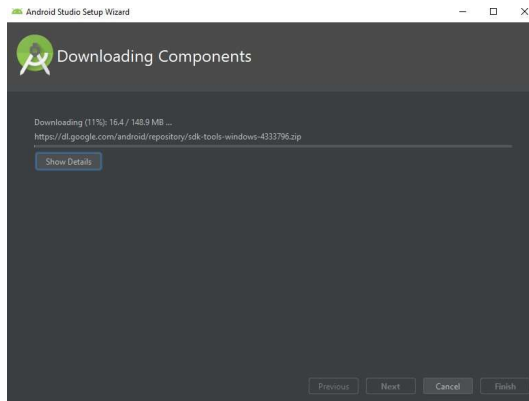 Android Studio Setup Wizard
Downloading Components
Downloading (11%): 16.4 / 148.9 MB ...
https://dl.google.com/android/repository/sdk-tools-windows-4333796.zip
Show Details
Previous Next Cancel Finish